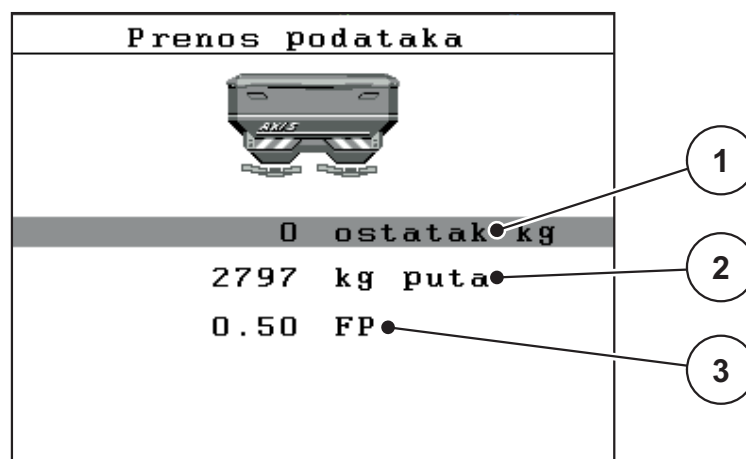 Prenos podataka
AXIS
0 ostatak kg
2797 kg puta
0.50 FP
1
2
3